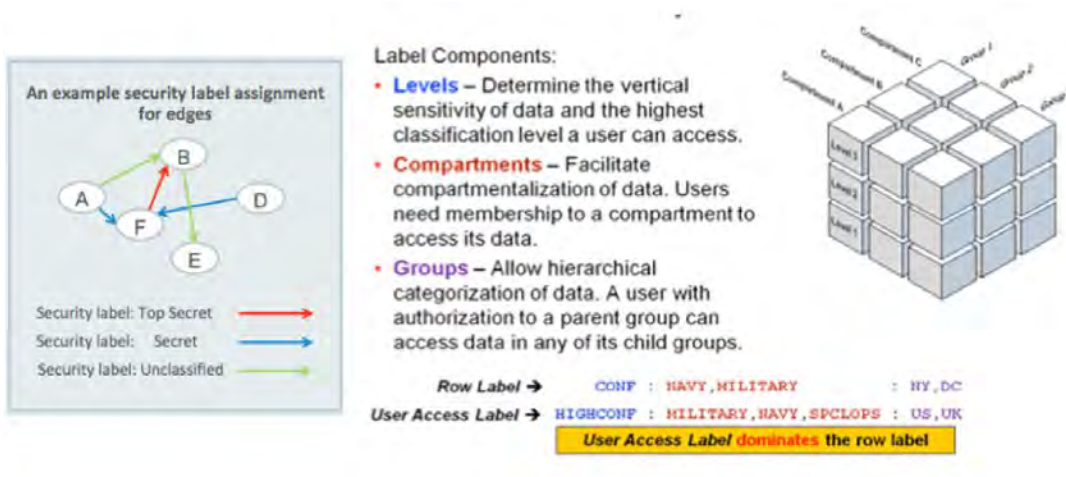 An example security label assignment
for edges
A
B
D
F
E
Security label: Top Secret
Security label: Secret
Security label: Unclassified
Label Components:
• Levels – Determine the vertical
sensitivity of data and the highest
classification level a user can access.
• Compartments – Facilitate
compartmentalization of data. Users
need membership to a compartment to
access its data.
• Groups – Allow hierarchical
categorization of data. A user with
authorization to a parent group can
access data in any of its child groups.
Row Label → CONF : NAVY,MILITARY : NY,DC
User Access Label → HIGHCONF : MILITARY,NAVY,SPCLOPS : US,UK
User Access Label dominates the row label
Compartment C
Compartment B
Compartment A
Group 1
Group 2
Group
Level 3
Level 2
Level 1